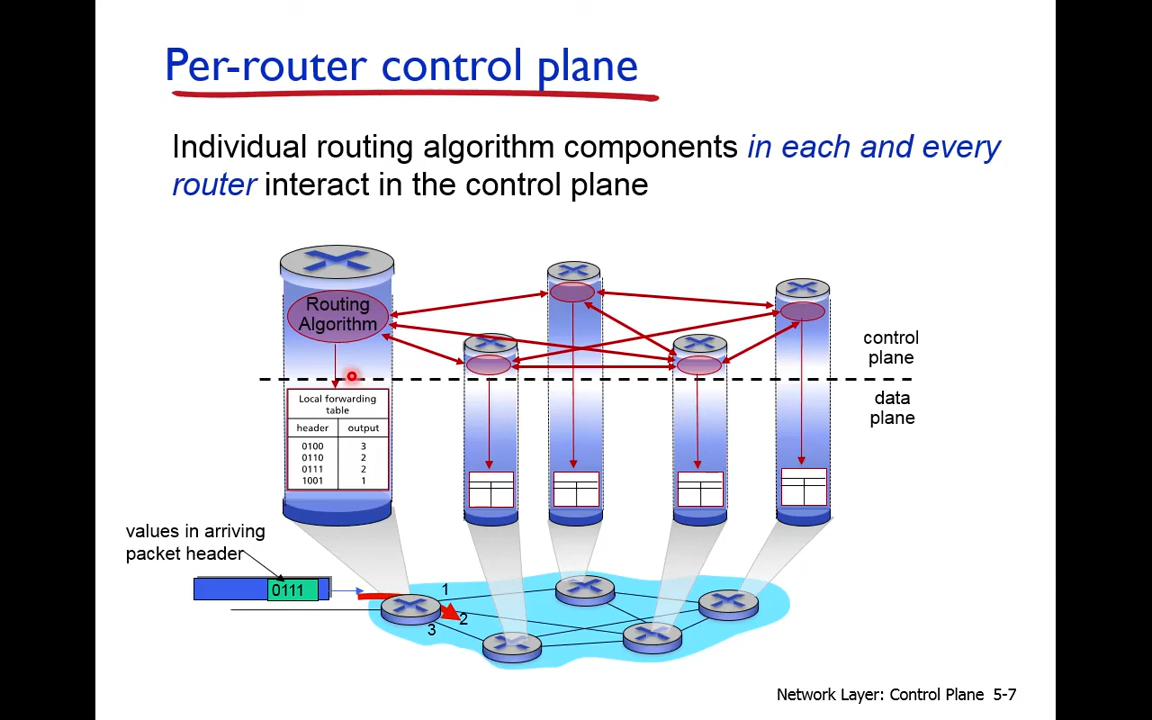 Per-router control plane
Individual routing algorithm components in each and every
router interact in the control plane
Routing
Algorithm
control
plane
data
plane
Local forwarding
table
header output
0100 3
0110 2
0111 2
1001 1
values in arriving
packet header
0111
1
2
3
Network Layer: Control Plane 5-7